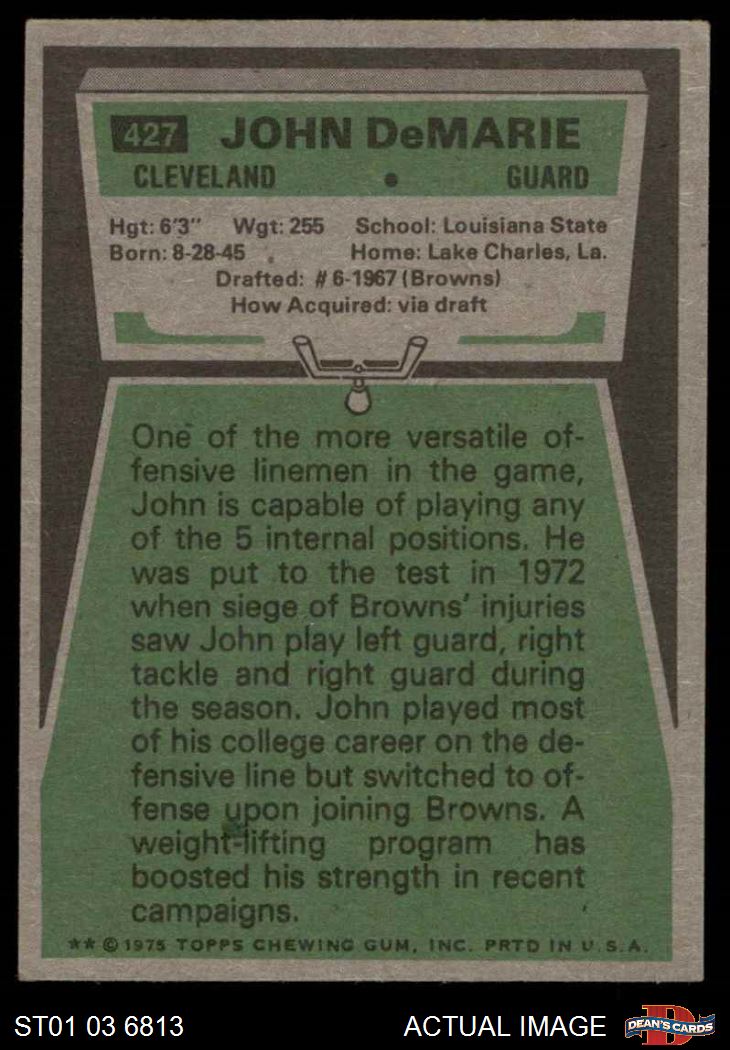 427 JOHN DeMARIE
CLEVELAND • GUARD
Hgt: 6'3" Wgt: 255 School: Louisiana State
Born: 8-28-45 Home: Lake Charles, La.
Drafted: #6-1967 (Browns)
How Acquired: via draft
One of the more versatile of-
fensive linemen in the game,
John is capable of playing any
of the 5 internal positions. He
was put to the test in 1972
when siege of Browns' injuries
saw John play left guard, right
tackle and right guard during
the season. John played most
of his college career on the de-
fensive line but switched to of-
fense upon joining Browns. A
weight-lifting program has
boosted his strength in recent
campaigns.
** © 1975 TOPPS CHEWING GUM, INC. PRTD IN U.S.A.
ST01 03 6813 ACTUAL IMAGE D DEAN'S CARDS